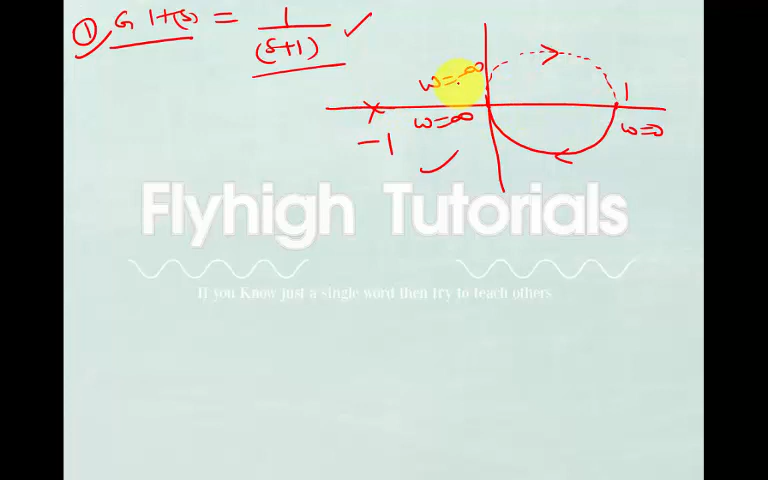 ① G H(s) = 1/(s+1) ✓
ω=-∞
1
ω=∞
ω=0
-1
Flyhigh Tutorials
If you Know just a single word then try to teach others